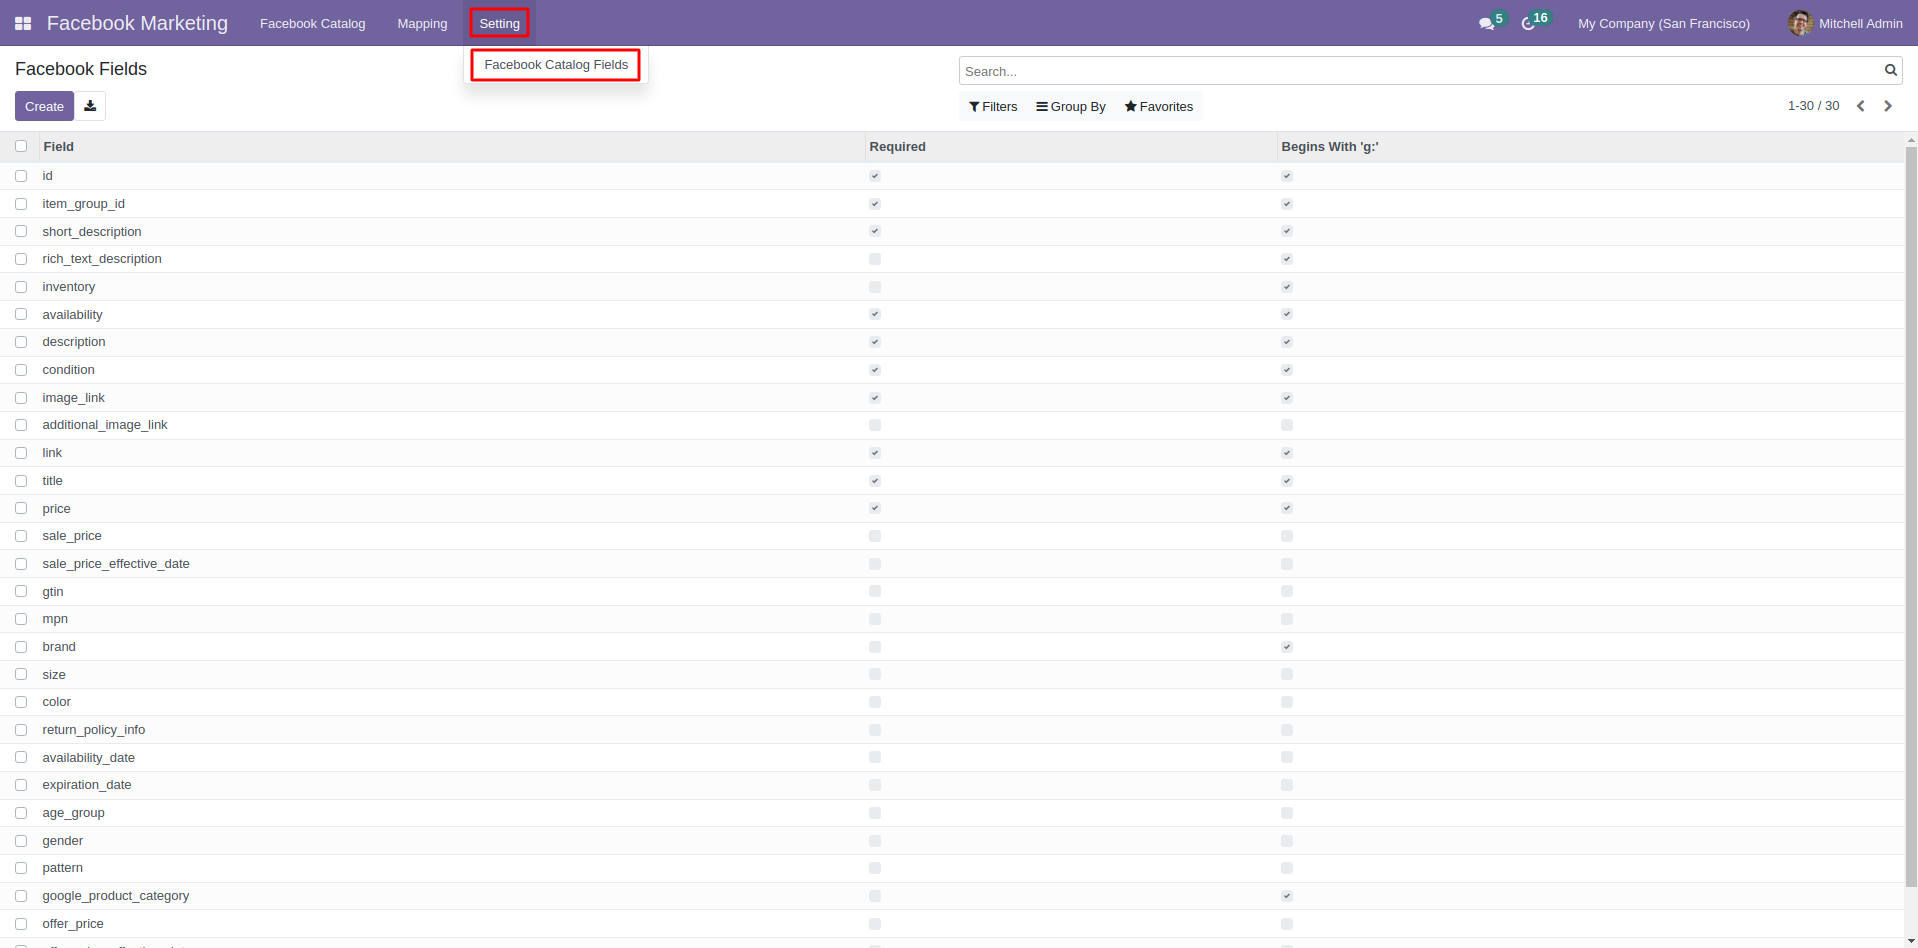 Facebook Marketing Facebook Catalog Mapping Setting 5 16 My Company (San Francisco) Mitchell Admin
Facebook Catalog Fields
Facebook Fields
Search...
Create Filters Group By Favorites 1-30 / 30
Field Required Begins With 'g:'
id
item_group_id
short_description
rich_text_description
inventory
availability
description
condition
image_link
additional_image_link
link
title
price
sale_price
sale_price_effective_date
gtin
mpn
brand
size
color
return_policy_info
availability_date
expiration_date
age_group
gender
pattern
google_product_category
offer_price